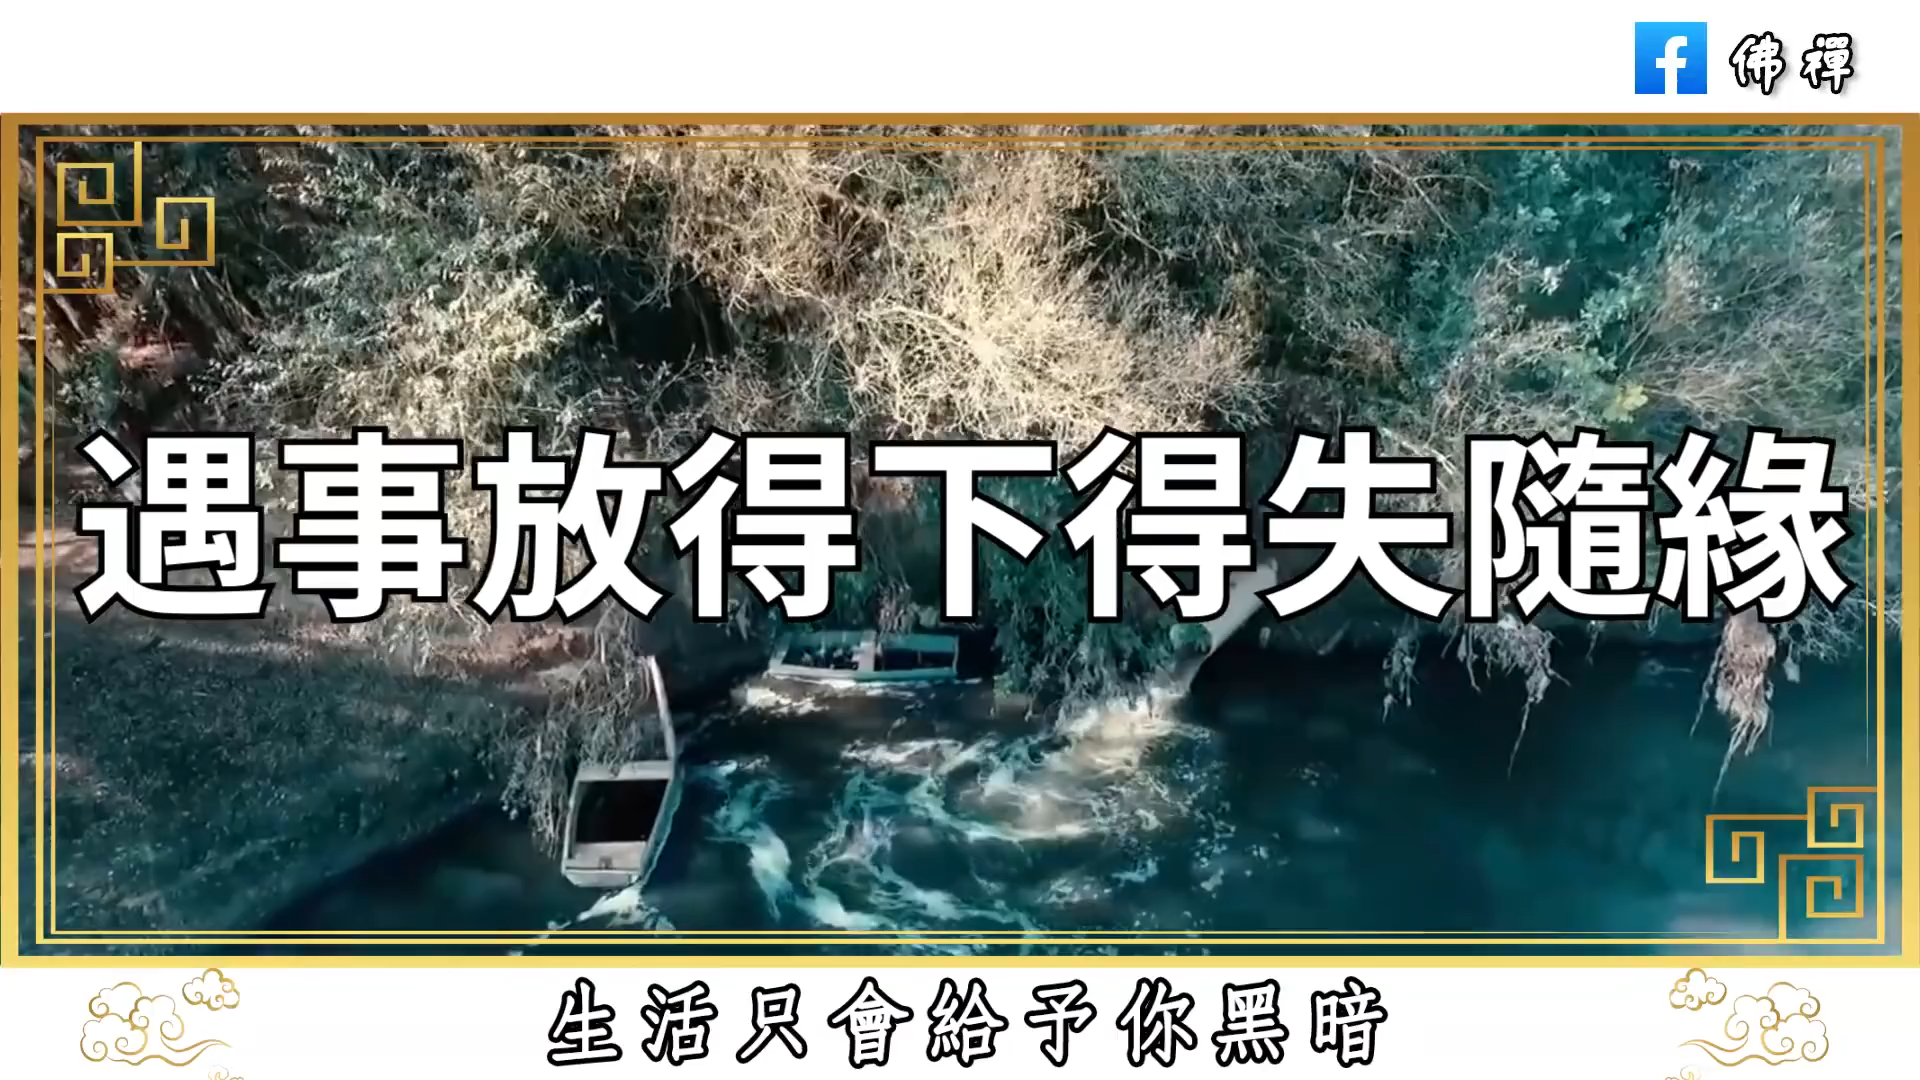 佛禪
遇事放得下得失隨緣
生活只會給予你黑暗